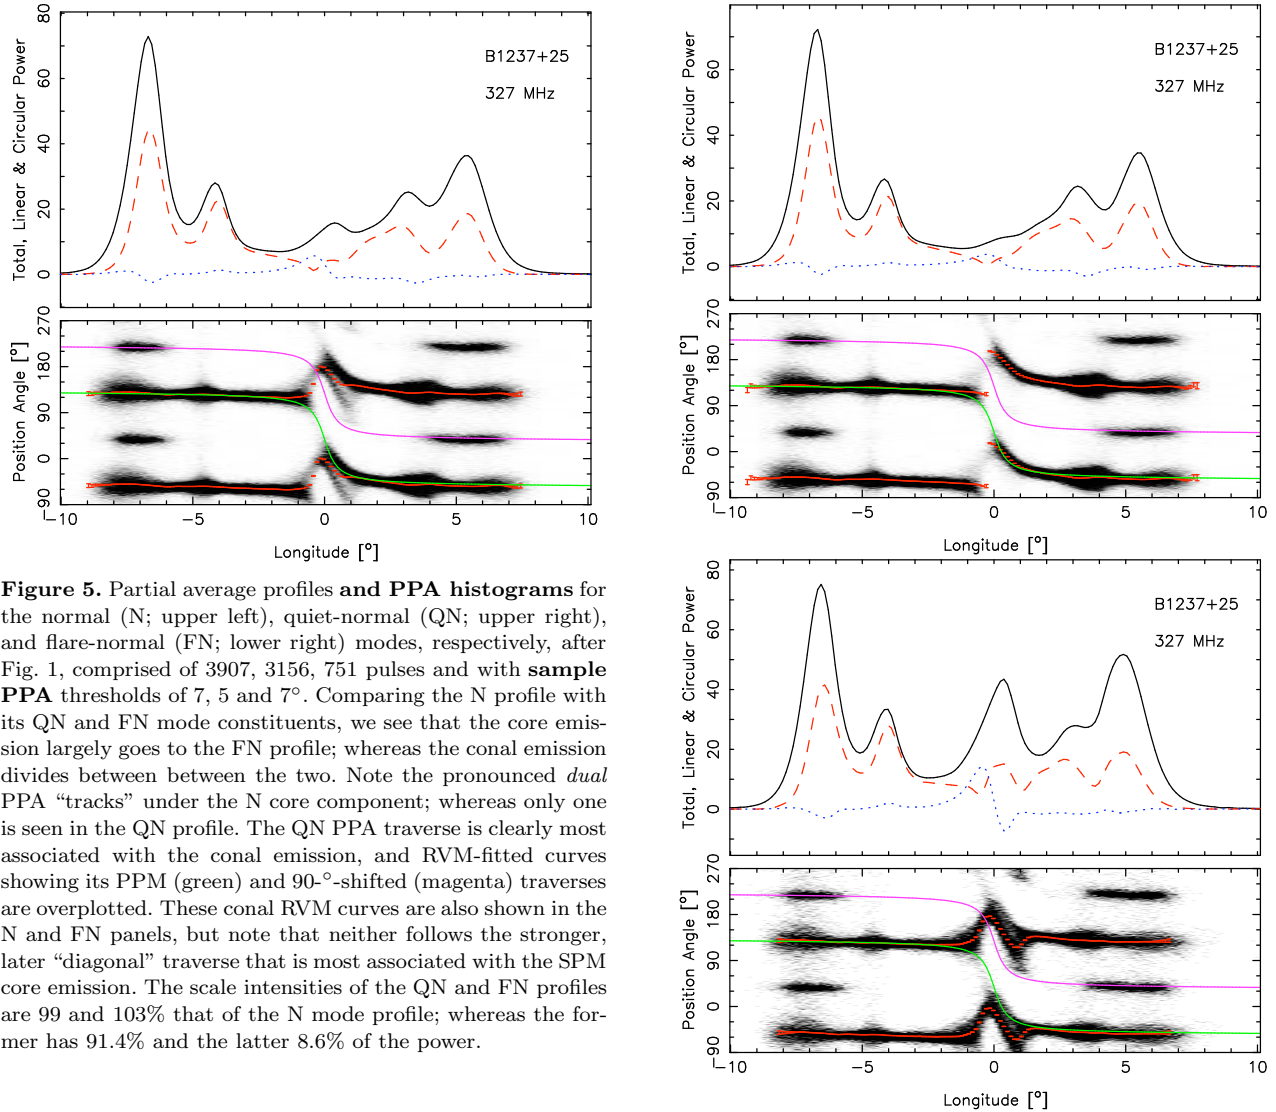 80
60
40
20
0
Total, Linear & Circular Power
B1237+25
327 MHz
270
180
90
0
-90
Position Angle [°]
-10
-5
0
5
10
Longitude [°]
60
40
20
0
Total, Linear & Circular Power
B1237+25
327 MHz
270
180
90
0
-90
Position Angle [°]
-10
-5
0
5
10
Longitude [°]
Figure 5. Partial average profiles and PPA histograms for
the normal (N; upper left), quiet-normal (QN; upper right),
and flare-normal (FN; lower right) modes, respectively, after
Fig. 1, comprised of 3907, 3156, 751 pulses and with sample
PPA thresholds of 7, 5 and 7°. Comparing the N profile with
its QN and FN mode constituents, we see that the core emis-
sion largely goes to the FN profile; whereas the conal emission
divides between between the two. Note the pronounced dual
PPA “tracks” under the N core component; whereas only one
is seen in the QN profile. The QN PPA traverse is clearly most
associated with the conal emission, and RVM-fitted curves
showing its PPM (green) and 90-°-shifted (magenta) traverses
are overplotted. These conal RVM curves are also shown in the
N and FN panels, but note that neither follows the stronger,
later “diagonal” traverse that is most associated with the SPM
core emission. The scale intensities of the QN and FN profiles
are 99 and 103% that of the N mode profile; whereas the for-
mer has 91.4% and the latter 8.6% of the power.
80
60
40
20
0
Total, Linear & Circular Power
B1237+25
327 MHz
270
180
90
0
-90
Position Angle [°]
-10
-5
0
5
10
Longitude [°]